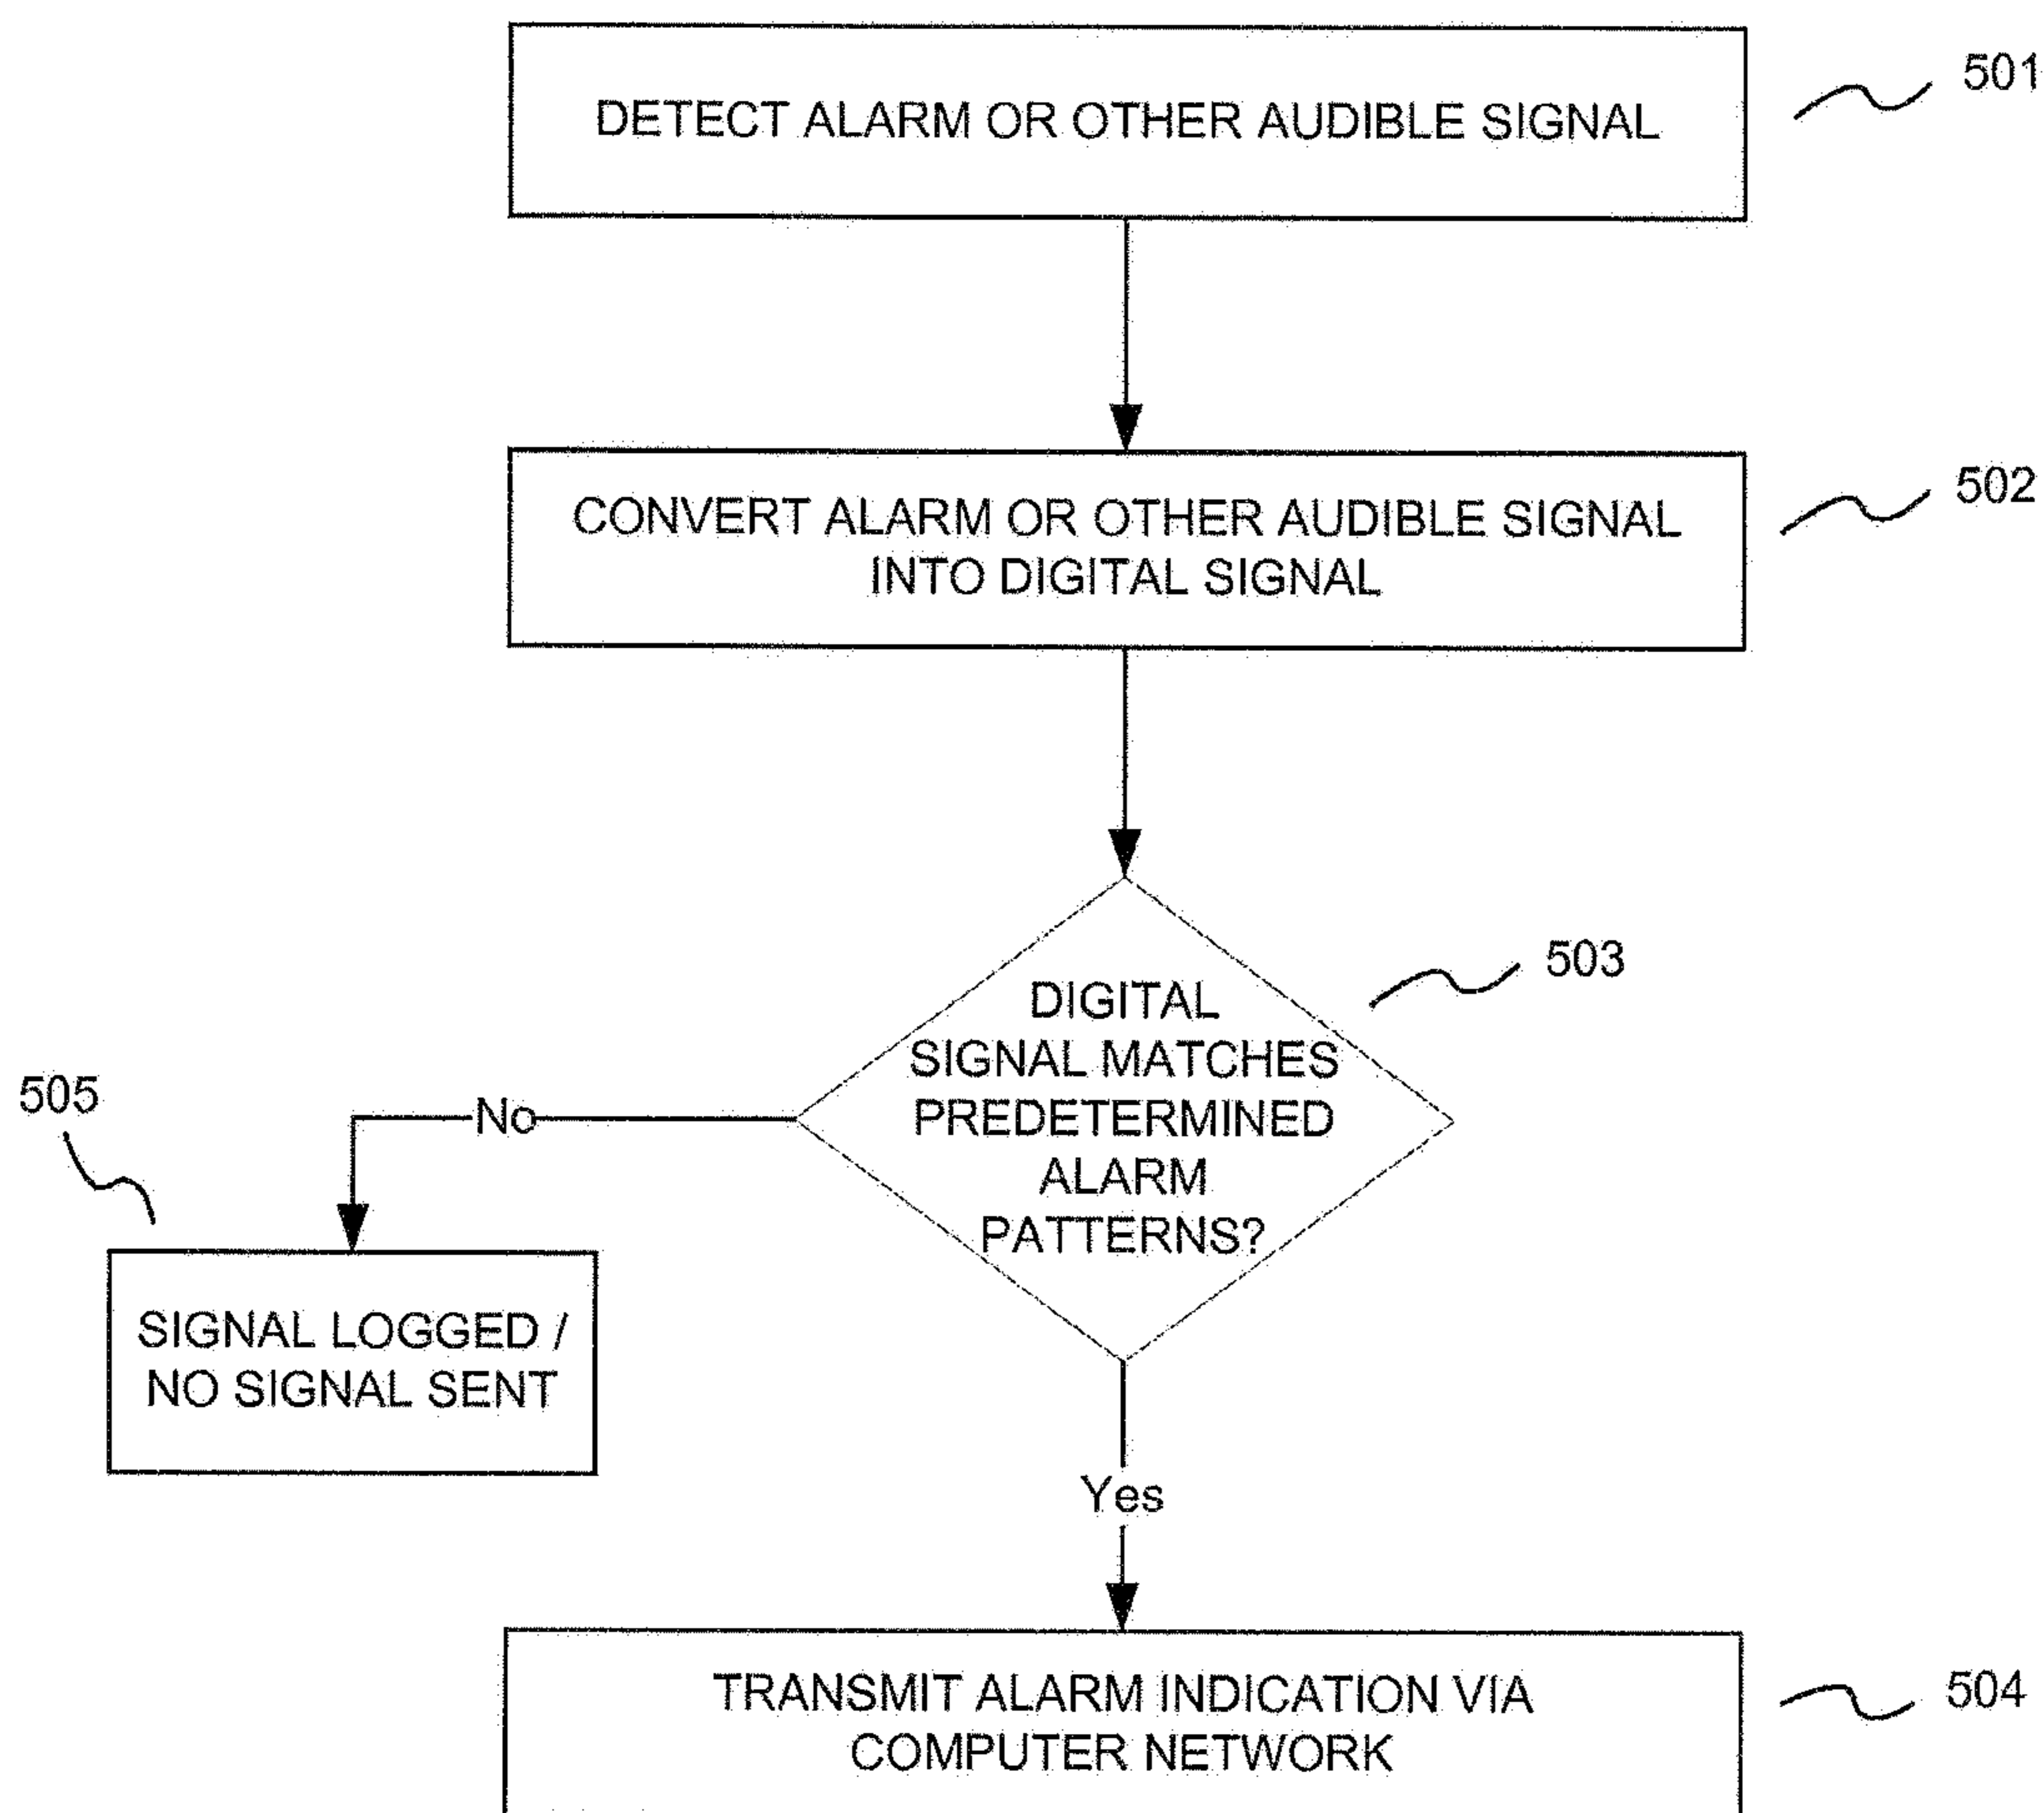 DETECT ALARM OR OTHER AUDIBLE SIGNAL
501
CONVERT ALARM OR OTHER AUDIBLE SIGNAL
INTO DIGITAL SIGNAL
502
DIGITAL
SIGNAL MATCHES
PREDETERMINED
ALARM
PATTERNS?
503
No
505
SIGNAL LOGGED /
NO SIGNAL SENT
Yes
TRANSMIT ALARM INDICATION VIA
COMPUTER NETWORK
504